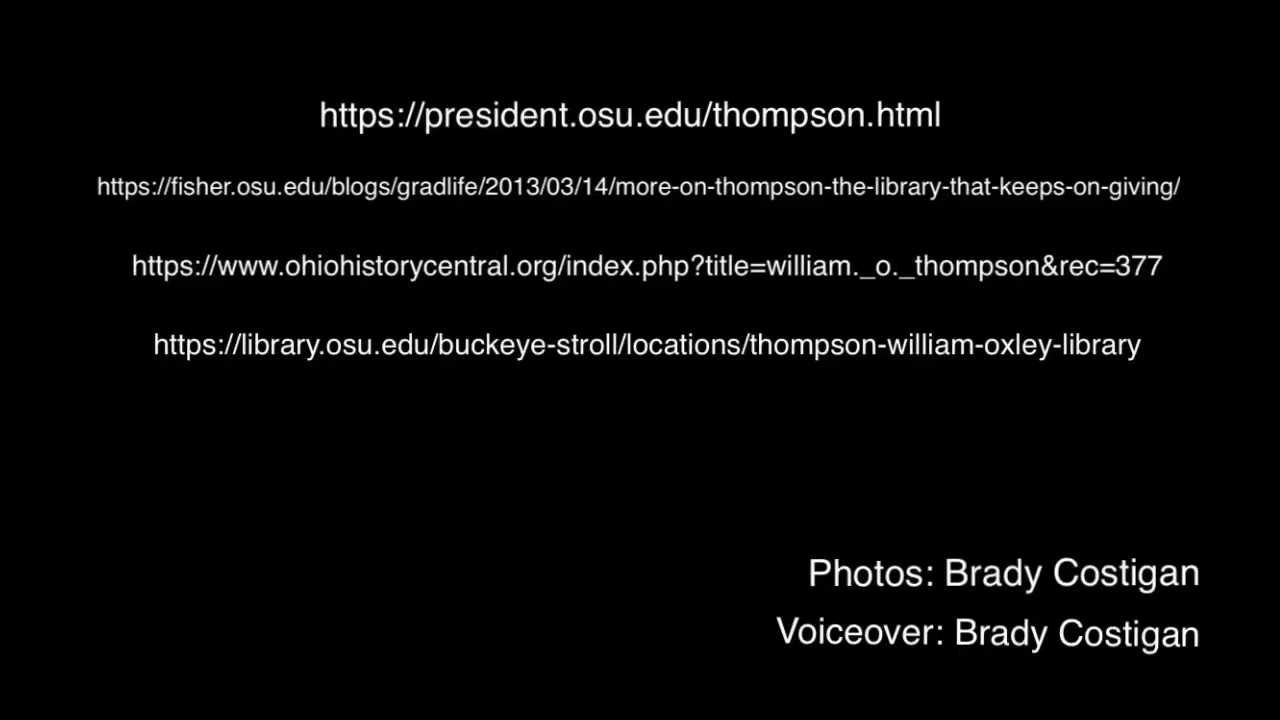 https://president.osu.edu/thompson.html
https://fisher.osu.edu/blogs/gradlife/2013/03/14/more-on-thompson-the-library-that-keeps-on-giving/
https://www.ohiohistorycentral.org/index.php?title=william._o._thompson&rec=377
https://library.osu.edu/buckeye-stroll/locations/thompson-william-oxley-library
Photos: Brady Costigan
Voiceover: Brady Costigan